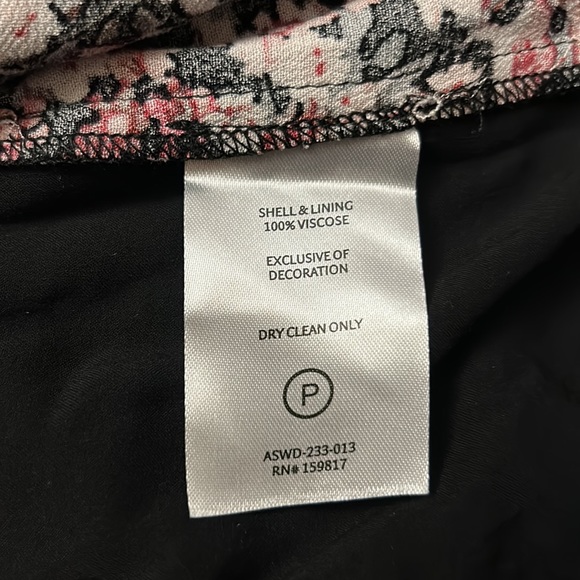 SHELL & LINING
100% VISCOSE
EXCLUSIVE OF
DECORATION
DRY CLEAN ONLY
P
ASWD-233-013
RN# 159817